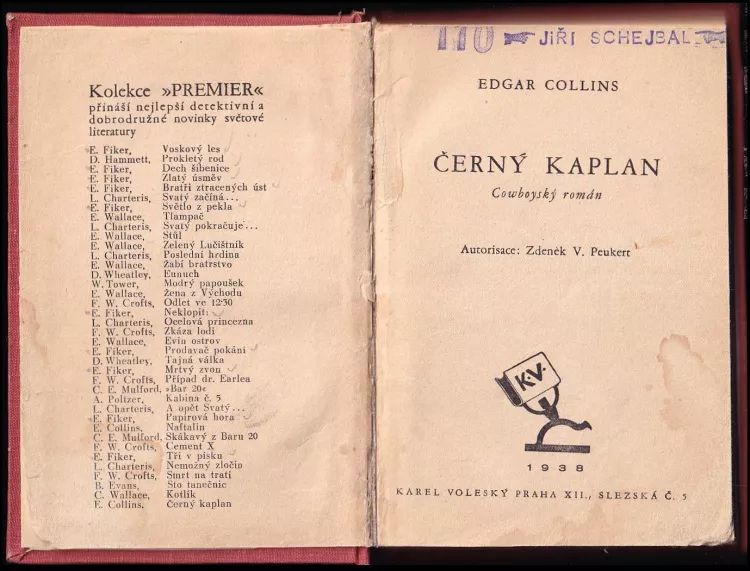 Kolekce »PREMIER«
přináší nejlepší detektivní a
dobrodružné novinky světové
literatury
E. Fiker, Voskový les
D. Hammett, Prokletý rod
E. Fiker, Dech šibenice
E. Fiker, Zlatý úsměv
E. Fiker, Bratři ztracených úst
L. Charteris, Svatý začíná...
E. Fiker, Světlo z pekla
E. Wallace, Tlampač
L. Charteris, Svatý pokračuje...
E. Wallace, Stůl
E. Wallace, Zelený Lučištník
L. Charteris, Poslední hrdina
E. Wallace, Žabí bratrstvo
D. Wheatley, Eunuch
W. Tower, Modrý papoušek
E. Wallace, Žena z Východu
F. W. Crofts, Odlet ve 12·30
E. Fiker, Neklopit!
L. Charteris, Ocelová princezna
F. W. Crofts, Zkáza lodi
E. Wallace, Evin ostrov
E. Fiker, Prodavač pokání
D. Wheatley, Tajná válka
E. Fiker, Mrtvý zvon
F. W. Crofts, Případ dr. Earlea
C. E. Mulford, »Bar 20«
A. Poltzer, Kabina č. 5
L. Charteris, A opět Svatý...
E. Fiker, Papírová hora
E. Collins, Naftalin
C. E. Mulford, Skákavý z Baru 20
F. W. Crofts, Cement X
E. Fiker, Tři v písku
L. Charteris, Nemožný zločin
F. W. Crofts, Smrt na trati
B. Evans, Sto tanečnic
C. Wallace, Kotlík
E. Collins, Černý kaplan
110 JIŘI SCHEJBAL
EDGAR COLLINS
ČERNÝ KAPLAN
Cowboyský román
Autorisace: Zdeněk V. Peukert
K.V.
1938
KAREL VOLESKÝ PRAHA XII., SLEZSKÁ Č. 5